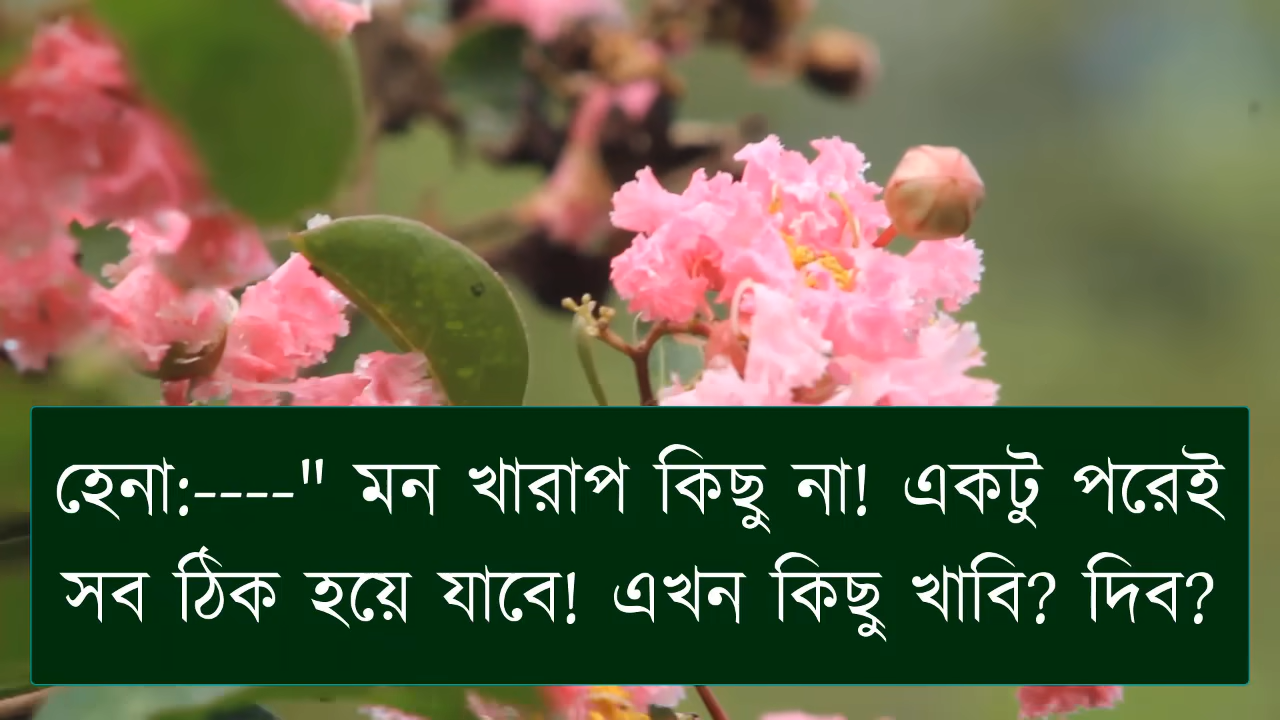 হেনা:----" মন খারাপ কিছু না! একটু পরেই
সব ঠিক হয়ে যাবে! এখন কিছু খাবি? দিব?